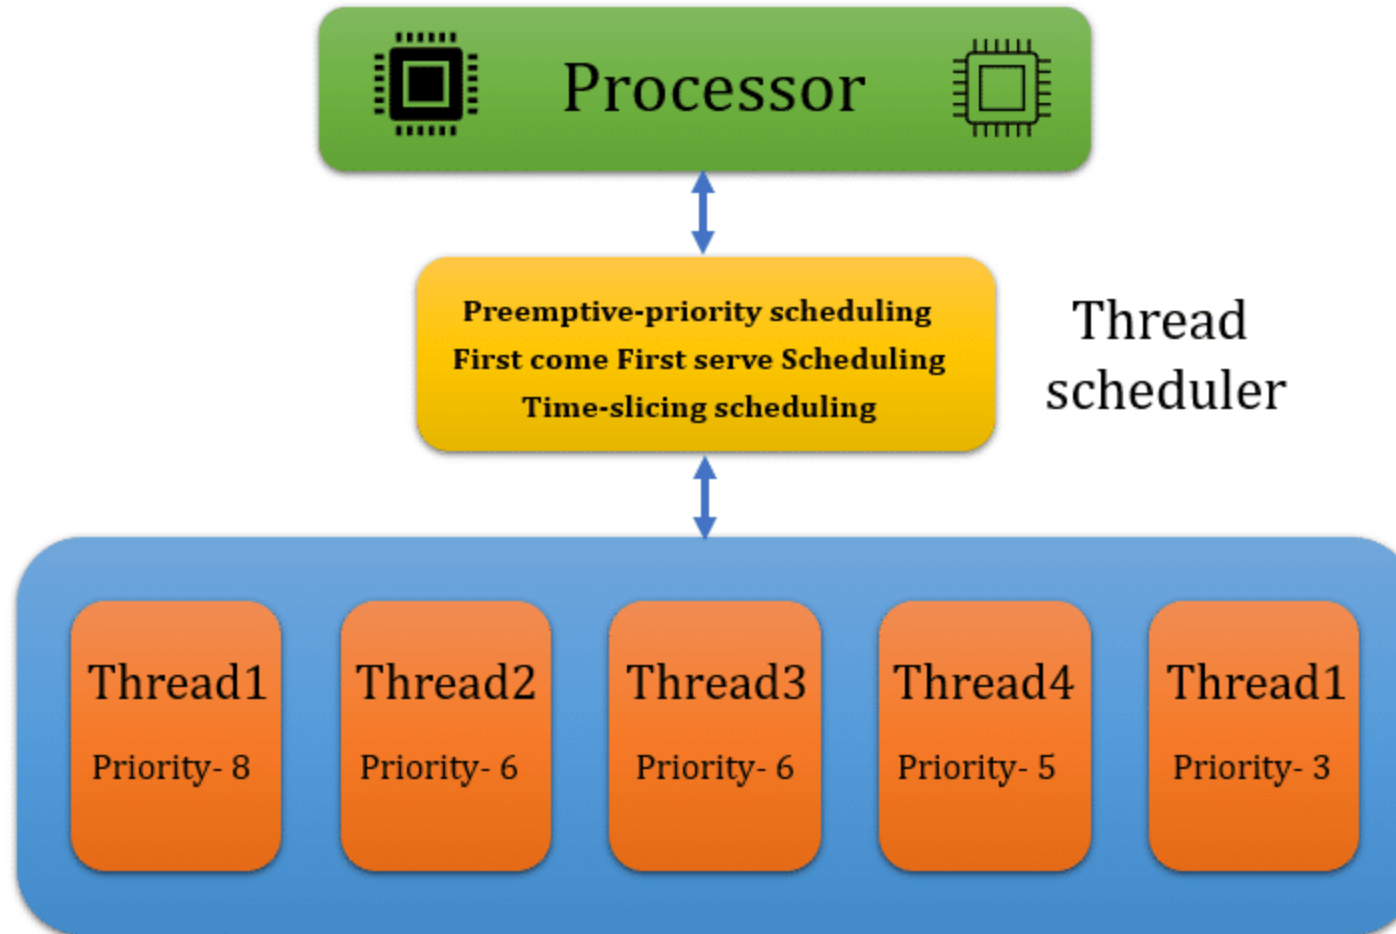 Processor
Preemptive-priority scheduling
First come First serve Scheduling
Time-slicing scheduling
Thread
scheduler
Thread1
Priority- 8
Thread2
Priority- 6
Thread3
Priority- 6
Thread4
Priority- 5
Thread1
Priority- 3